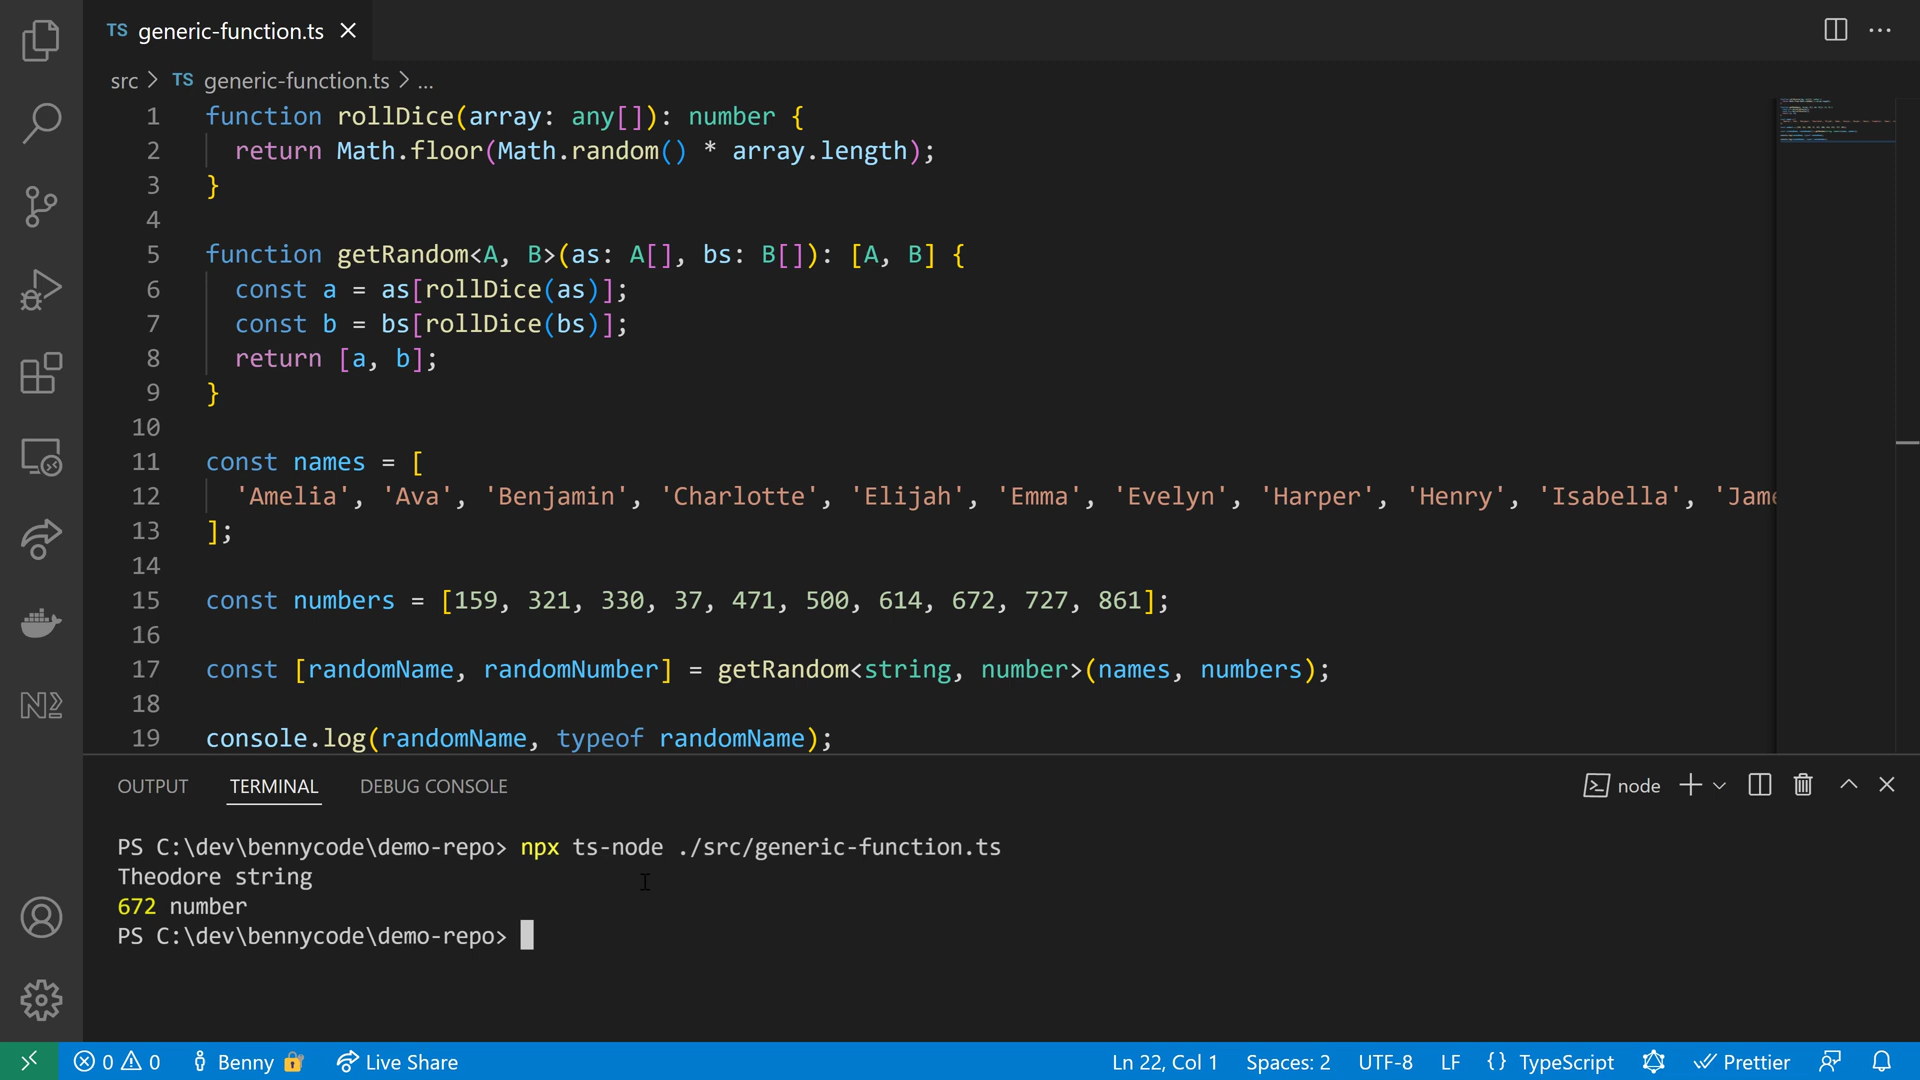 TS generic-function.ts
src > TS generic-function.ts > ...
1 function rollDice(array: any[]): number {
2 return Math.floor(Math.random() * array.length);
3 }
4
5 function getRandom<A, B>(as: A[], bs: B[]): [A, B] {
6 const a = as[rollDice(as)];
7 const b = bs[rollDice(bs)];
8 return [a, b];
9 }
10
11 const names = [
12 'Amelia', 'Ava', 'Benjamin', 'Charlotte', 'Elijah', 'Emma', 'Evelyn', 'Harper', 'Henry', 'Isabella', 'Jame
13 ];
14
15 const numbers = [159, 321, 330, 37, 471, 500, 614, 672, 727, 861];
16
17 const [randomName, randomNumber] = getRandom<string, number>(names, numbers);
18
19 console.log(randomName, typeof randomName);
OUTPUT TERMINAL DEBUG CONSOLE node
PS C:\dev\bennycode\demo-repo> npx ts-node ./src/generic-function.ts
Theodore string
672 number
PS C:\dev\bennycode\demo-repo>
0 0 Benny Live Share Ln 22, Col 1 Spaces: 2 UTF-8 LF {} TypeScript Prettier